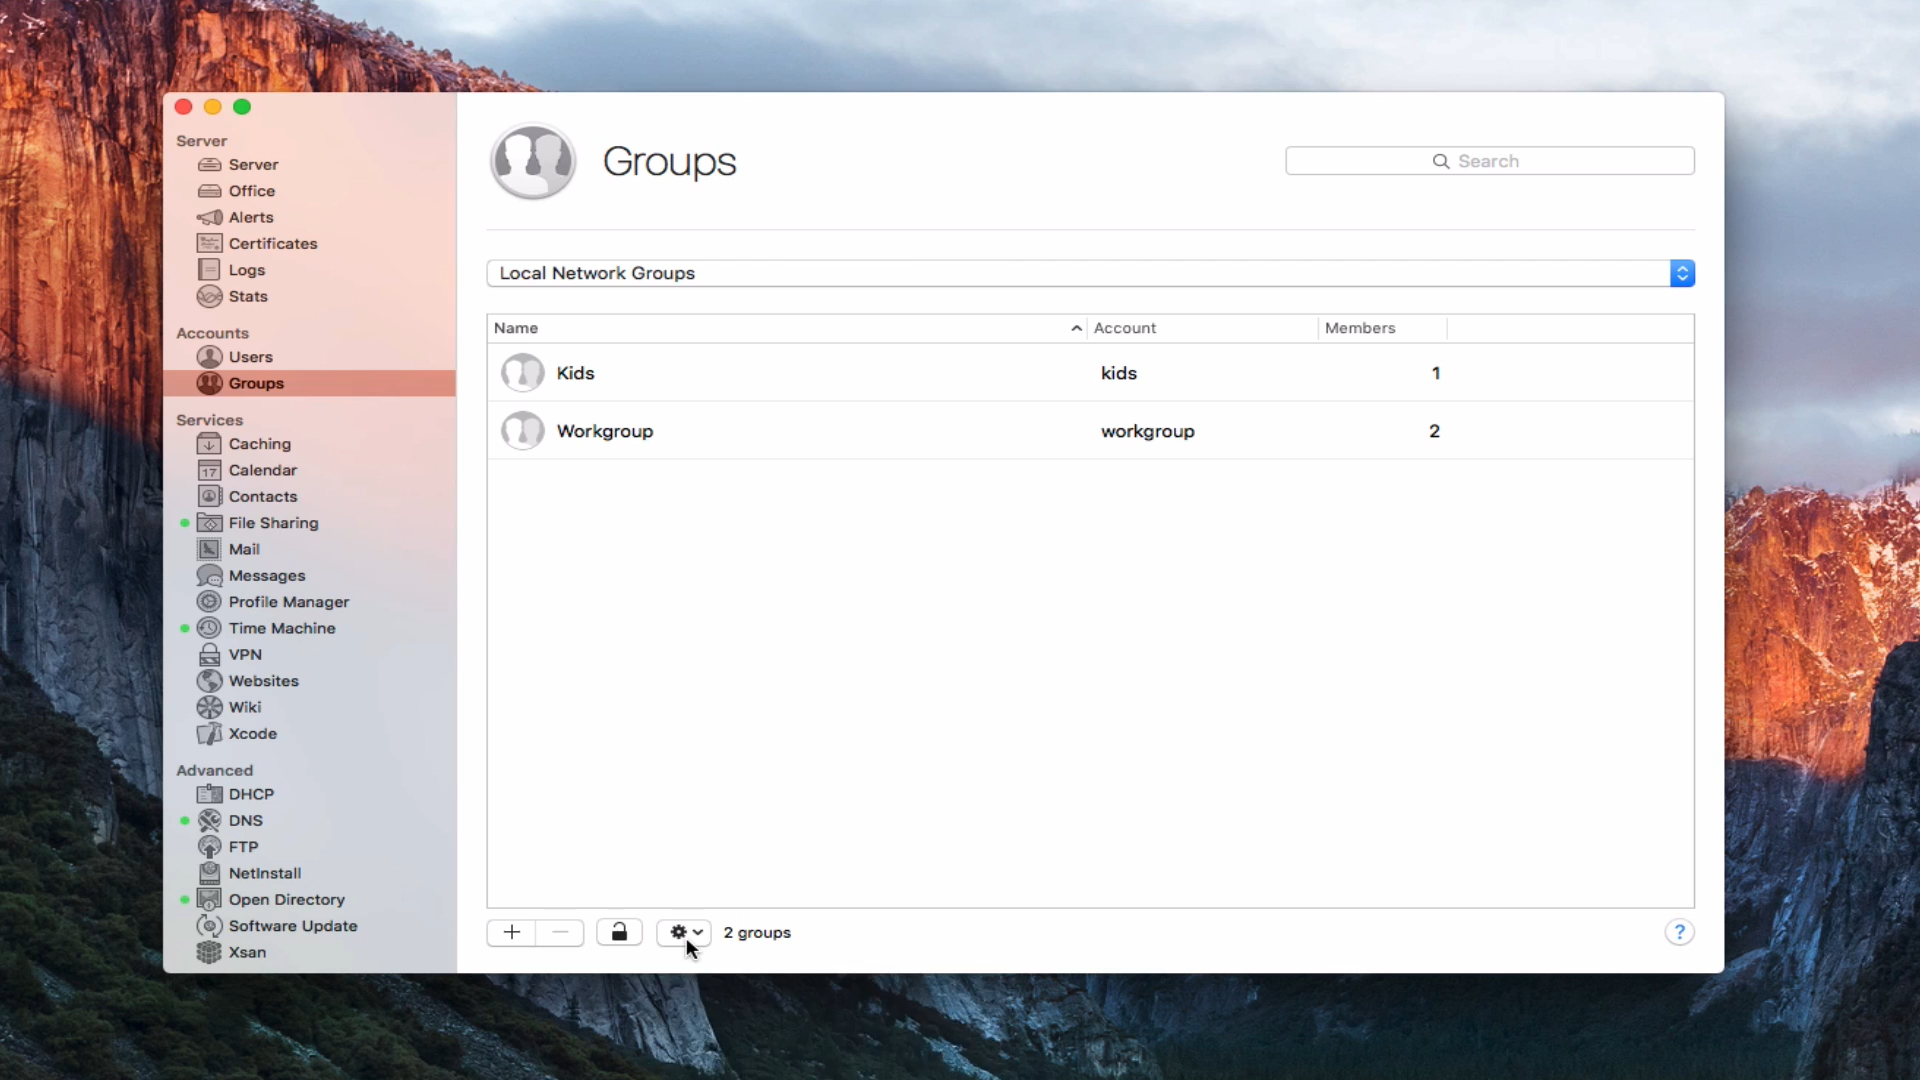 Server
Server
Office
Alerts
Certificates
Logs
Stats
Accounts
Users
Groups
Services
Caching
17 Calendar
Contacts
File Sharing
Mail
Messages
Profile Manager
Time Machine
VPN
Websites
Wiki
Xcode
Advanced
DHCP
DNS
FTP
NetInstall
Open Directory
Software Update
Xsan
Groups
Search
Local Network Groups
Name Account Members
Kids kids 1
Workgroup workgroup 2
+ − 2 groups ?